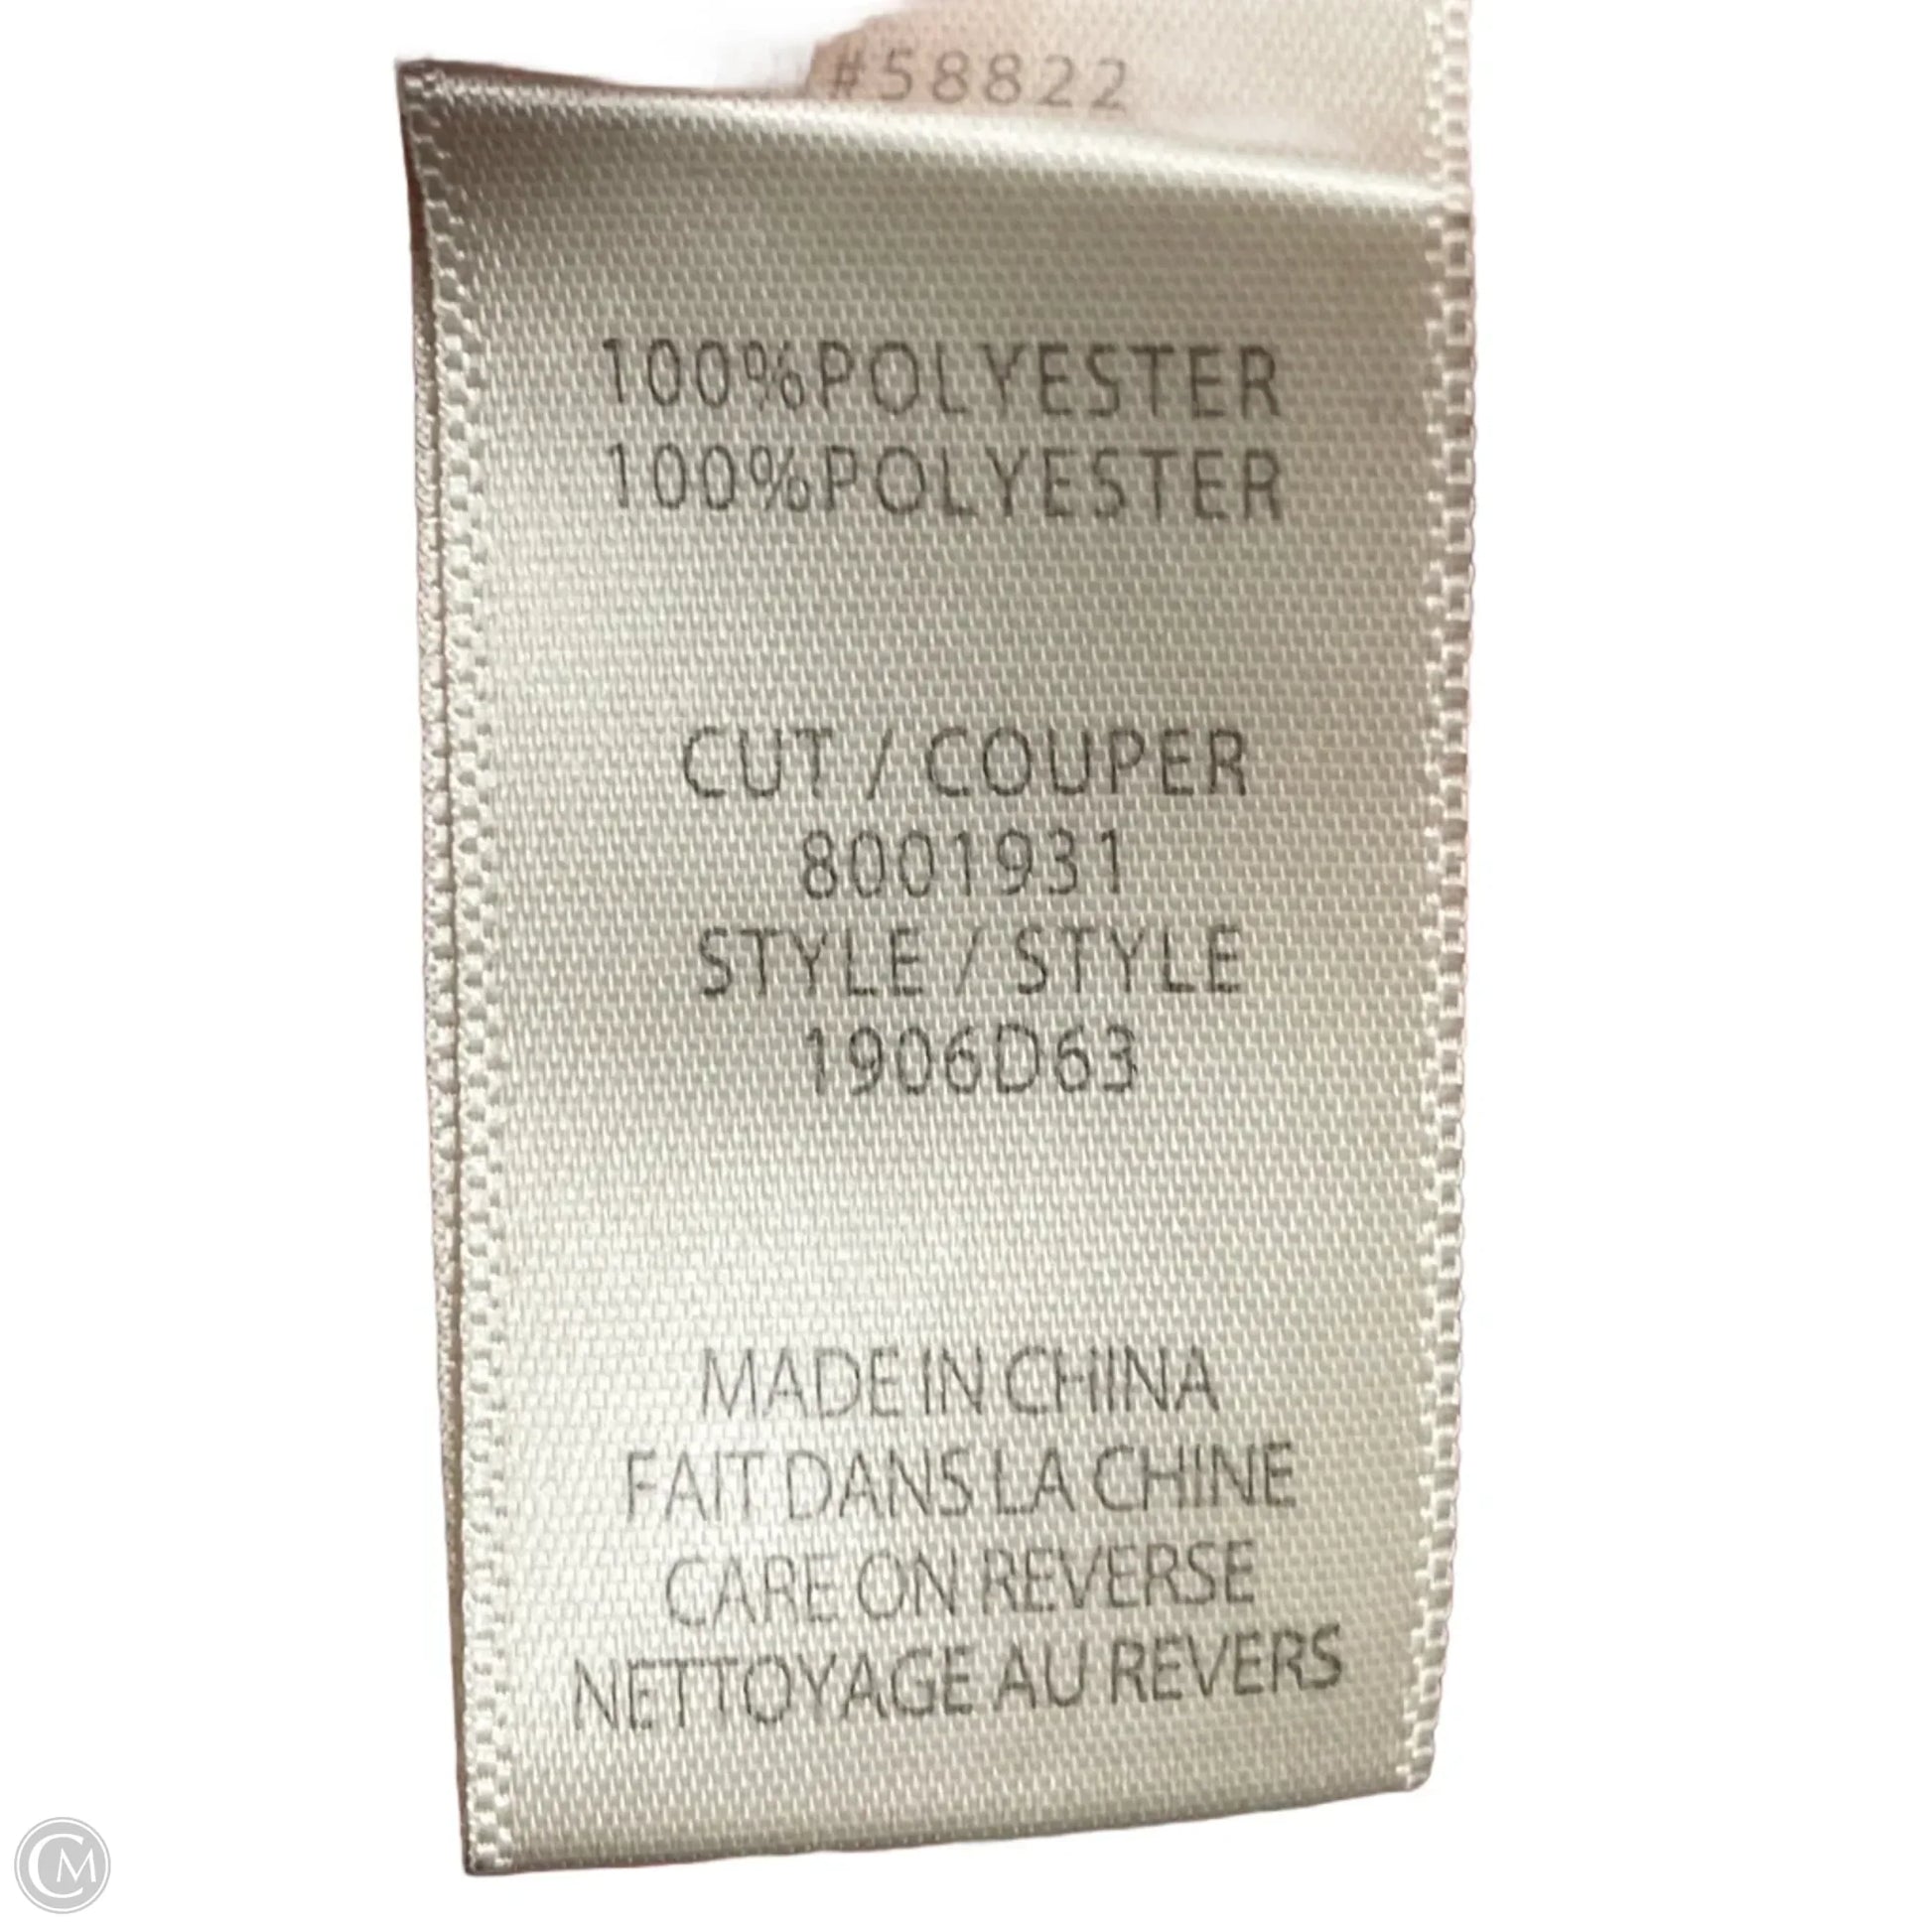 #58822
100%POLYESTER
100%POLYESTER
CUT / COUPER
8001931
STYLE / STYLE
1906D63
MADE IN CHINA
FAIT DANS LA CHINE
CARE ON REVERSE
NETTOYAGE AU REVERS
CM